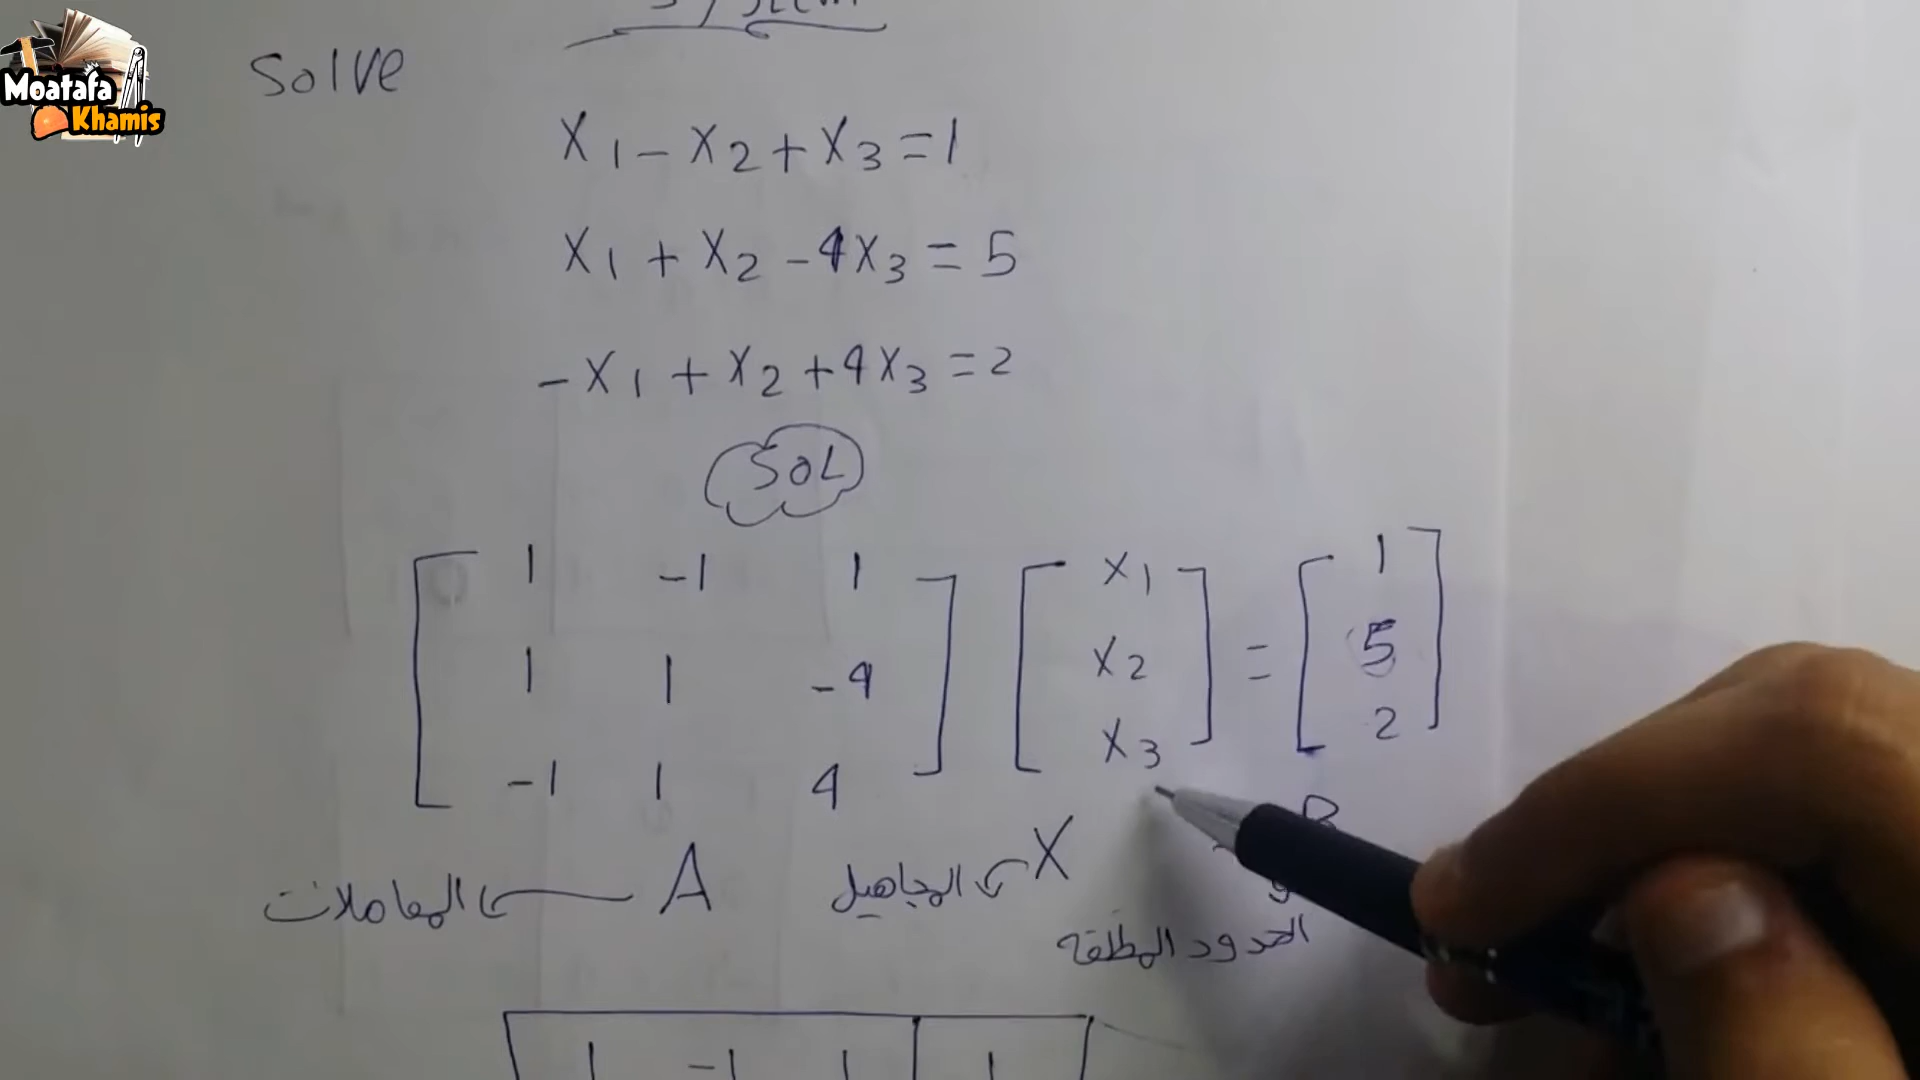 Moatafa
Khamis
system
Solve
X1 - X2 + X3 = 1
X1 + X2 - 4X3 = 5
-X1 + X2 + 4X3 = 2
SOL
1 -1 1 X1 = 1
1 1 -4 X2 5
-1 1 4 X3 2
A المعاملات
X المجاهيل
B
الحدود المطلقه
1 -1 1 1